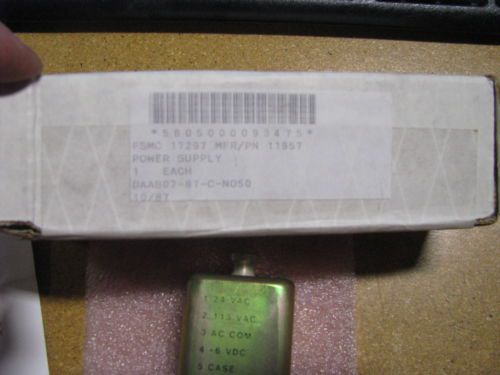 *5805000093475*
FSMC 17297 MFR/PN 11957
POWER SUPPLY
1 EACH
DAAB07-87-C-N050
10/87
1 24 VAC
2 115 VAC
3 AC COM
4 -6 VDC
5 CASE